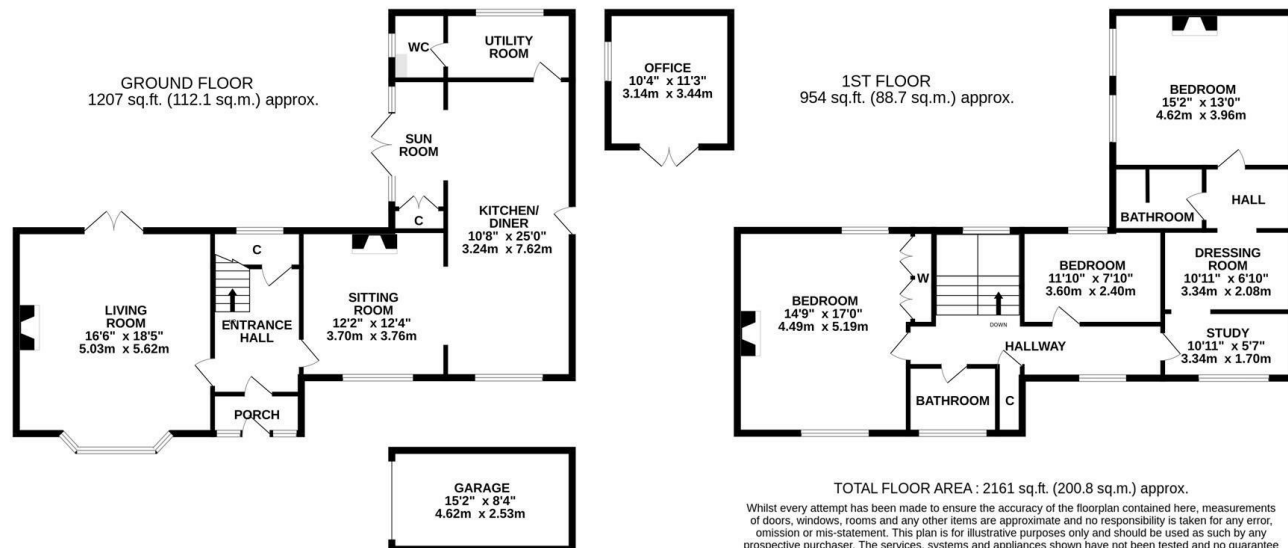 GROUND FLOOR
1207 sq.ft. (112.1 sq.m.) approx.
WC
UTILITY
ROOM
SUN
ROOM
C
KITCHEN/
DINER
10'8" x 25'0"
3.24m x 7.62m
C
LIVING
ROOM
16'6" x 18'5"
5.03m x 5.62m
ENTRANCE
HALL
SITTING
ROOM
12'2" x 12'4"
3.70m x 3.76m
PORCH
GARAGE
15'2" x 8'4"
4.62m x 2.53m
OFFICE
10'4" x 11'3"
3.14m x 3.44m
1ST FLOOR
954 sq.ft. (88.7 sq.m.) approx.
BEDROOM
15'2" x 13'0"
4.62m x 3.96m
BATHROOM
HALL
DRESSING
ROOM
10'11" x 6'10"
3.34m x 2.08m
BEDROOM
11'10" x 7'10"
3.60m x 2.40m
W
BEDROOM
14'9" x 17'0"
4.49m x 5.19m
DOWN
HALLWAY
STUDY
10'11" x 5'7"
3.34m x 1.70m
BATHROOM
C
TOTAL FLOOR AREA : 2161 sq.ft. (200.8 sq.m.) approx.
Whilst every attempt has been made to ensure the accuracy of the floorplan contained here, measurements
of doors, windows, rooms and any other items are approximate and no responsibility is taken for any error,
omission or mis-statement. This plan is for illustrative purposes only and should be used as such by any
prospective purchaser. The services, systems and appliances shown have not been tested and no guarantee